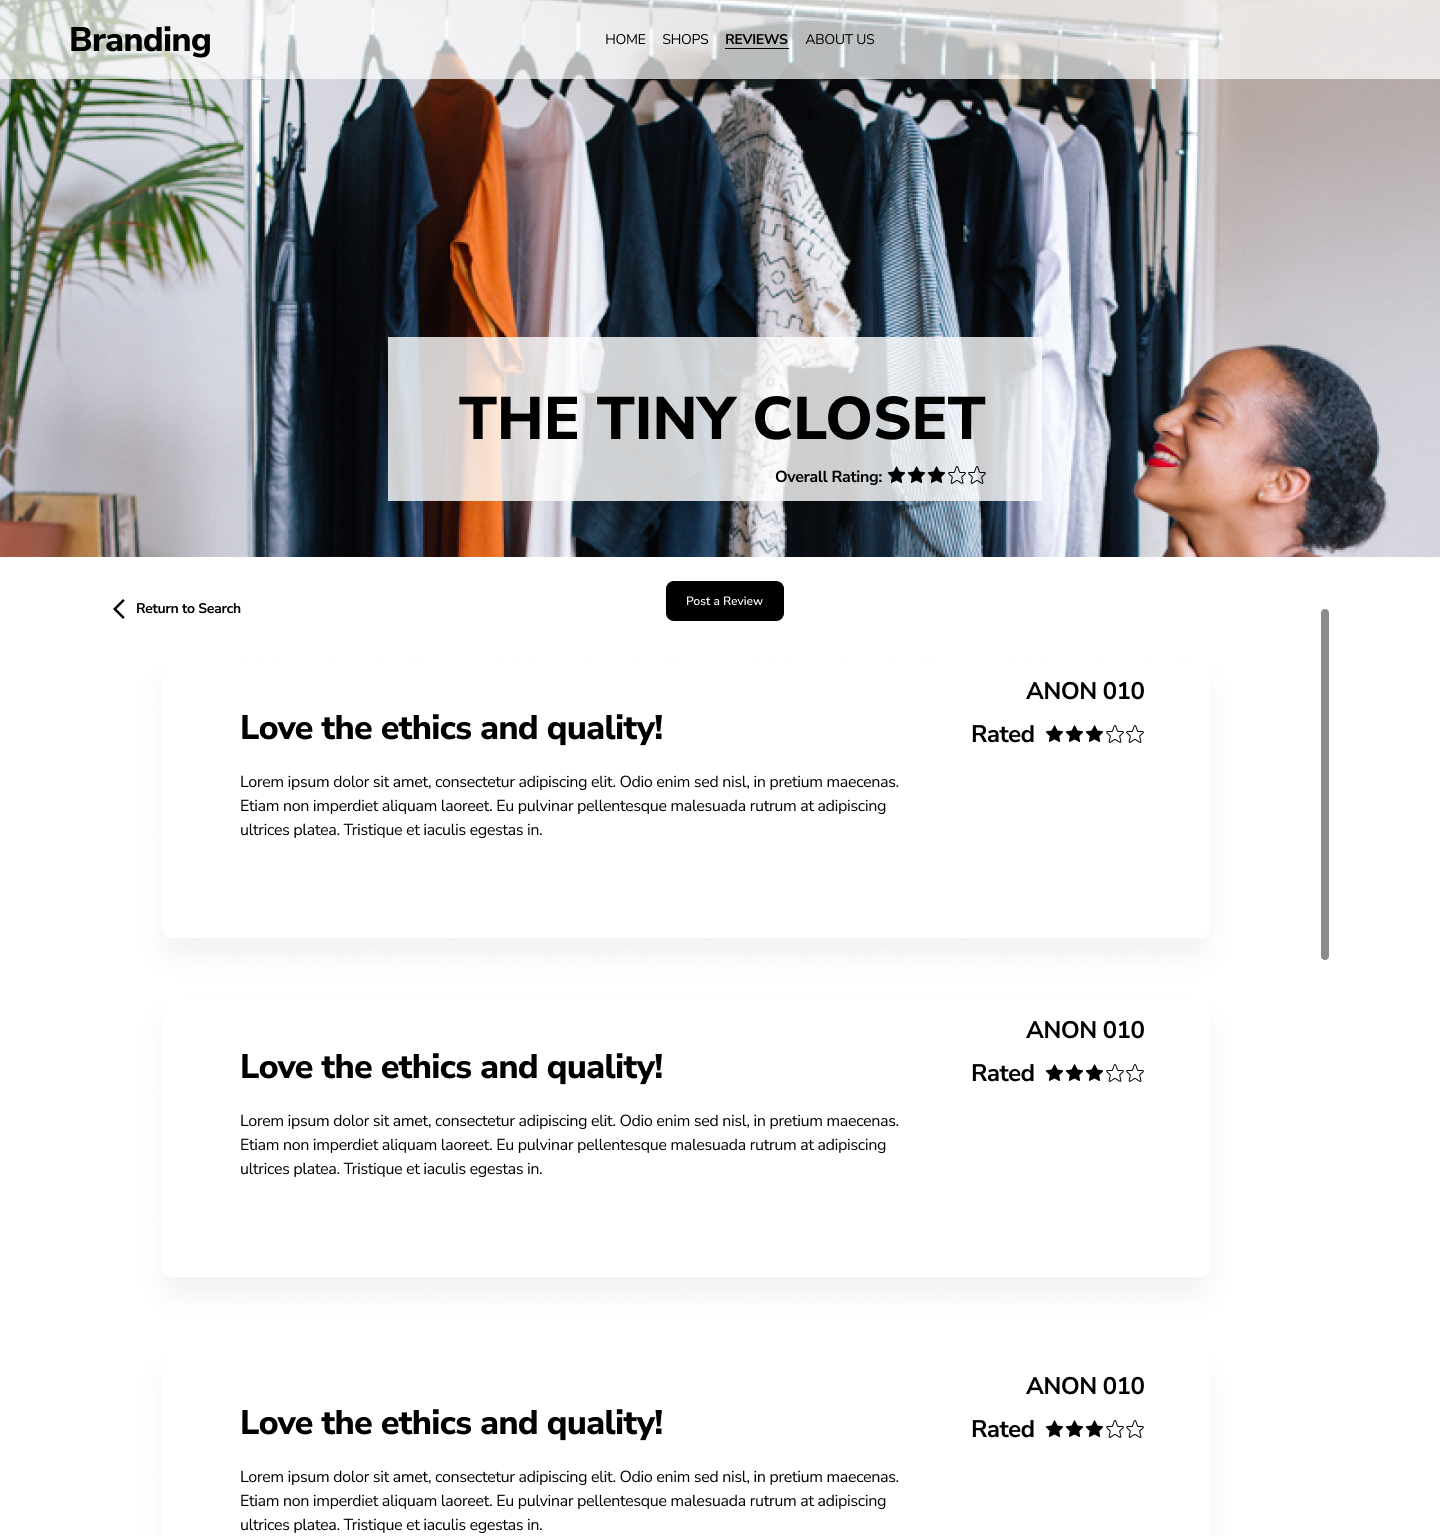 Branding
HOME SHOPS REVIEWS ABOUT US
THE TINY CLOSET
Overall Rating:
Return to Search
Post a Review
ANON 010
Love the ethics and quality!
Rated
Lorem ipsum dolor sit amet, consectetur adipiscing elit. Odio enim sed nisl, in pretium maecenas.
Etiam non imperdiet aliquam laoreet. Eu pulvinar pellentesque malesuada rutrum at adipiscing
ultrices platea. Tristique et iaculis egestas in.
ANON 010
Love the ethics and quality!
Rated
Lorem ipsum dolor sit amet, consectetur adipiscing elit. Odio enim sed nisl, in pretium maecenas.
Etiam non imperdiet aliquam laoreet. Eu pulvinar pellentesque malesuada rutrum at adipiscing
ultrices platea. Tristique et iaculis egestas in.
ANON 010
Love the ethics and quality!
Rated
Lorem ipsum dolor sit amet, consectetur adipiscing elit. Odio enim sed nisl, in pretium maecenas.
Etiam non imperdiet aliquam laoreet. Eu pulvinar pellentesque malesuada rutrum at adipiscing
ultrices platea. Tristique et iaculis egestas in.